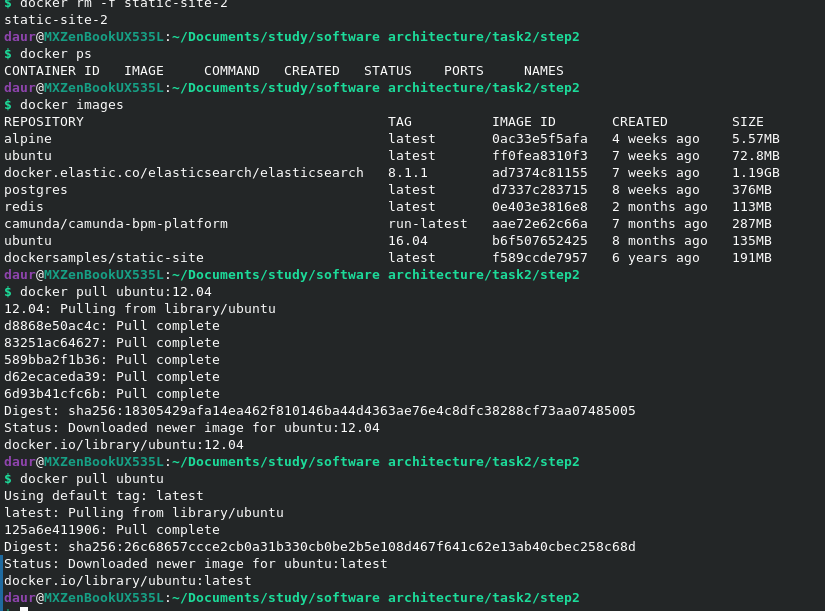 $ docker rm -f static-site-2
static-site-2
daur@MXZenBookUX535L:~/Documents/study/software architecture/task2/step2
$ docker ps
CONTAINER ID   IMAGE     COMMAND   CREATED   STATUS    PORTS     NAMES
daur@MXZenBookUX535L:~/Documents/study/software architecture/task2/step2
$ docker images
REPOSITORY                                      TAG          IMAGE ID       CREATED        SIZE
alpine                                          latest       0ac33e5f5afa   4 weeks ago    5.57MB
ubuntu                                          latest       ff0fea8310f3   7 weeks ago    72.8MB
docker.elastic.co/elasticsearch/elasticsearch   8.1.1        ad7374c81155   7 weeks ago    1.19GB
postgres                                        latest       d7337c283715   8 weeks ago    376MB
redis                                           latest       0e403e3816e8   2 months ago   113MB
camunda/camunda-bpm-platform                    run-latest   aae72e62c66a   7 months ago   287MB
ubuntu                                          16.04        b6f507652425   8 months ago   135MB
dockersamples/static-site                       latest       f589ccde7957   6 years ago    191MB
daur@MXZenBookUX535L:~/Documents/study/software architecture/task2/step2
$ docker pull ubuntu:12.04
12.04: Pulling from library/ubuntu
d8868e50ac4c: Pull complete
83251ac64627: Pull complete
589bba2f1b36: Pull complete
d62ecaceda39: Pull complete
6d93b41cfc6b: Pull complete
Digest: sha256:18305429afa14ea462f810146ba44d4363ae76e4c8dfc38288cf73aa07485005
Status: Downloaded newer image for ubuntu:12.04
docker.io/library/ubuntu:12.04
daur@MXZenBookUX535L:~/Documents/study/software architecture/task2/step2
$ docker pull ubuntu
Using default tag: latest
latest: Pulling from library/ubuntu
125a6e411906: Pull complete
Digest: sha256:26c68657ccce2cb0a31b330cb0be2b5e108d467f641c62e13ab40cbec258c68d
Status: Downloaded newer image for ubuntu:latest
docker.io/library/ubuntu:latest
daur@MXZenBookUX535L:~/Documents/study/software architecture/task2/step2